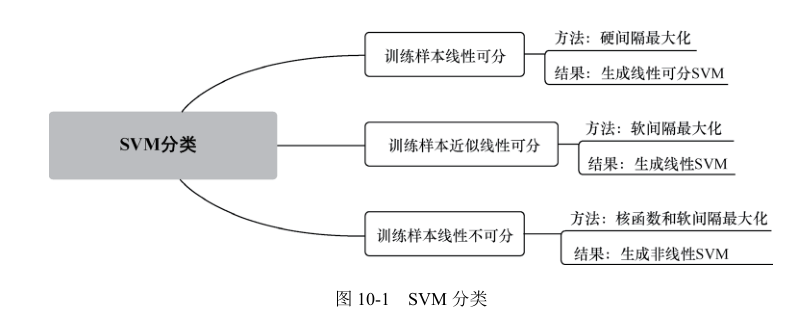 SVM分类
训练样本线性可分
方法：硬间隔最大化
结果：生成线性可分SVM
训练样本近似线性可分
方法：软间隔最大化
结果：生成线性SVM
训练样本线性不可分
方法：核函数和软间隔最大化
结果：生成非线性SVM
图 10-1 SVM 分类